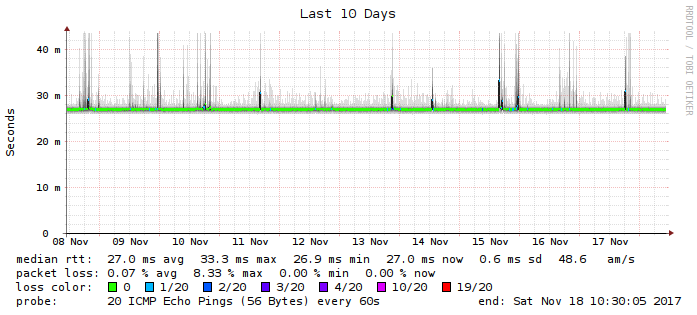 Last 10 Days
RRDTOOL / TOBI OETIKER
Seconds
40 m
30 m
20 m
10 m
0
08 Nov 09 Nov 10 Nov 11 Nov 12 Nov 13 Nov 14 Nov 15 Nov 16 Nov 17 Nov
median rtt: 27.0 ms avg 33.3 ms max 26.9 ms min 27.0 ms now 0.6 ms sd 48.6 am/s
packet loss: 0.07 % avg 8.33 % max 0.00 % min 0.00 % now
loss color: 0 1/20 2/20 3/20 4/20 10/20 19/20
probe: 20 ICMP Echo Pings (56 Bytes) every 60s end: Sat Nov 18 10:30:05 2017